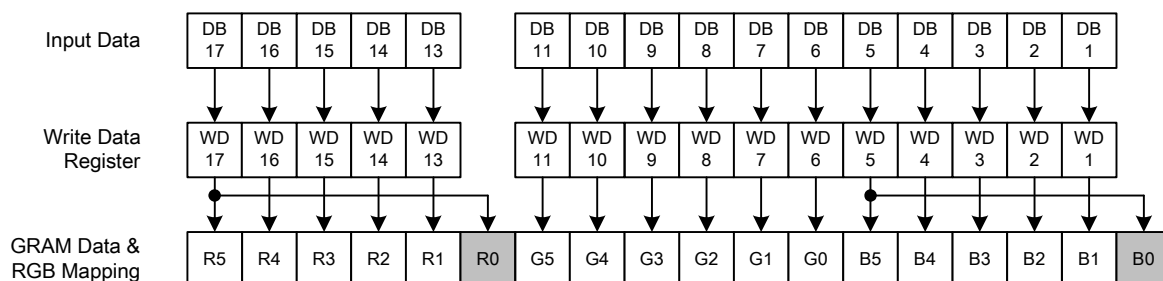 Input Data
DB DB DB DB DB DB DB DB DB DB DB DB DB DB DB DB
17 16 15 14 13 11 10 9 8 7 6 5 4 3 2 1
Write Data
Register
WD WD WD WD WD WD WD WD WD WD WD WD WD WD WD WD
17 16 15 14 13 11 10 9 8 7 6 5 4 3 2 1
GRAM Data &
RGB Mapping
R5 R4 R3 R2 R1 R0 G5 G4 G3 G2 G1 G0 B5 B4 B3 B2 B1 B0